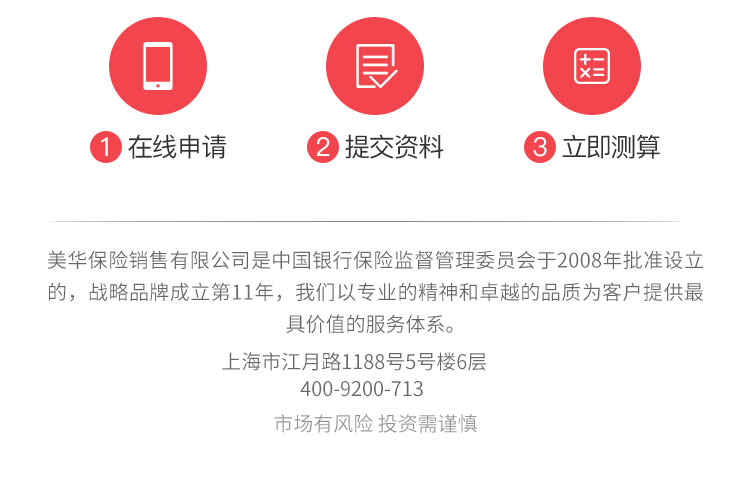 1 在线申请 2 提交资料 3 立即测算
美华保险销售有限公司是中国银行保险监督管理委员会于2008年批准设立
的，战略品牌成立第11年，我们以专业的精神和卓越的品质为客户提供最
具价值的服务体系。
上海市江月路1188号5号楼6层
400-9200-713
市场有风险 投资需谨慎